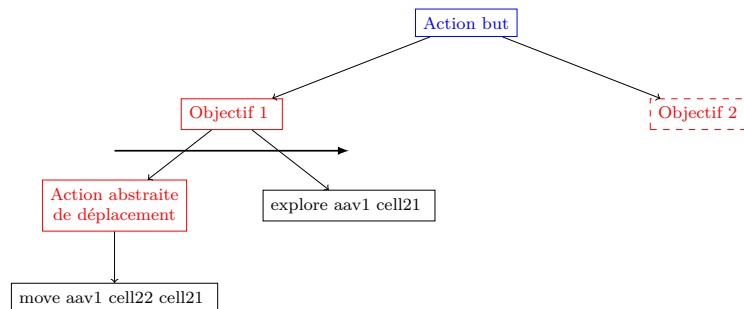 Action but
Objectif 1
Objectif 2
Action abstraite
de déplacement
explore aav1 cell21
move aav1 cell22 cell21